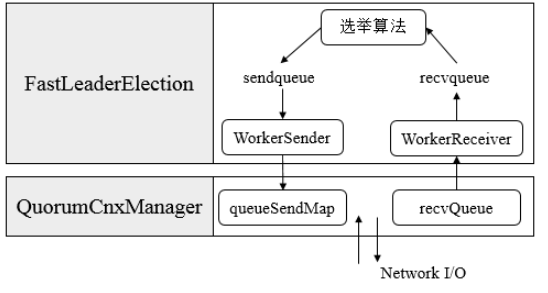 选举算法
sendqueue
recvqueue
FastLeaderElection
WorkerSender
WorkerReceiver
QuorumCnxManager
queueSendMap
recvQueue
Network I/O